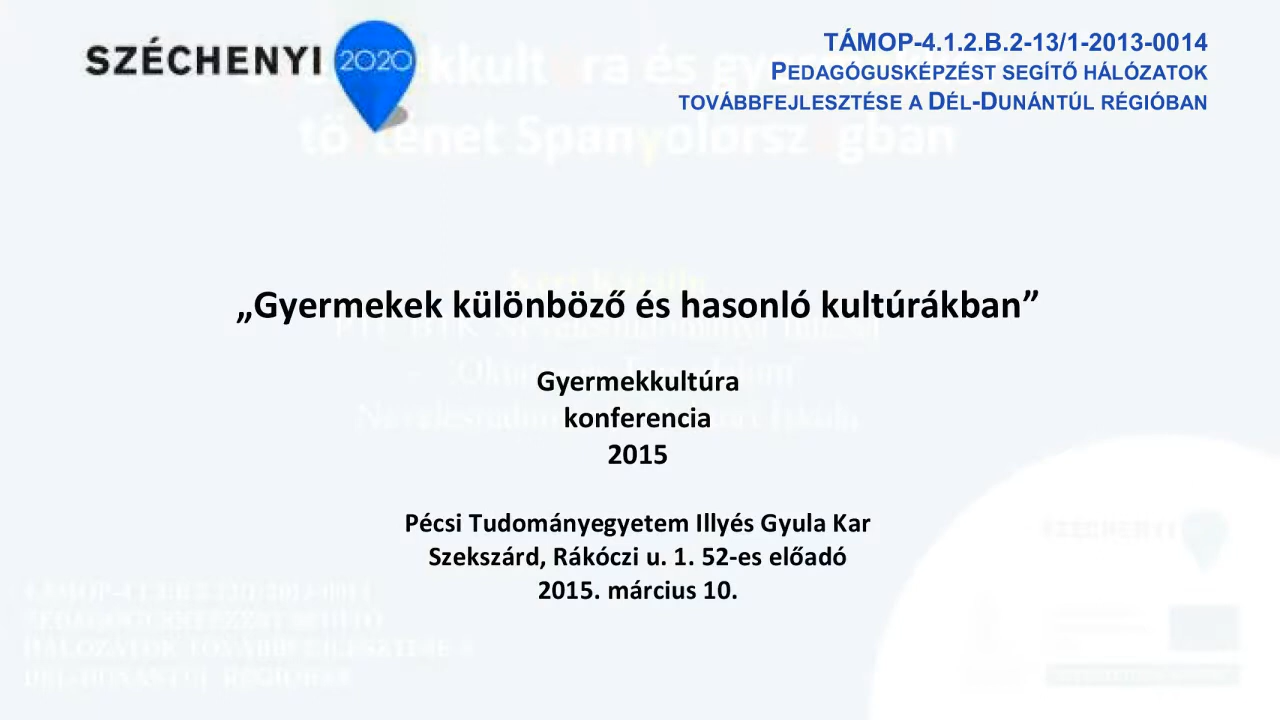 SZÉCHENYI 2020
TÁMOP-4.1.2.B.2-13/1-2013-0014
PEDAGÓGUSKÉPZÉST SEGÍTŐ HÁLÓZATOK
TOVÁBBFEJLESZTÉSE A DÉL-DUNÁNTÚL RÉGIÓBAN
„Gyermekek különböző és hasonló kultúrákban”
Gyermekkultúra
konferencia
2015
Pécsi Tudományegyetem Illyés Gyula Kar
Szekszárd, Rákóczi u. 1. 52-es előadó
2015. március 10.